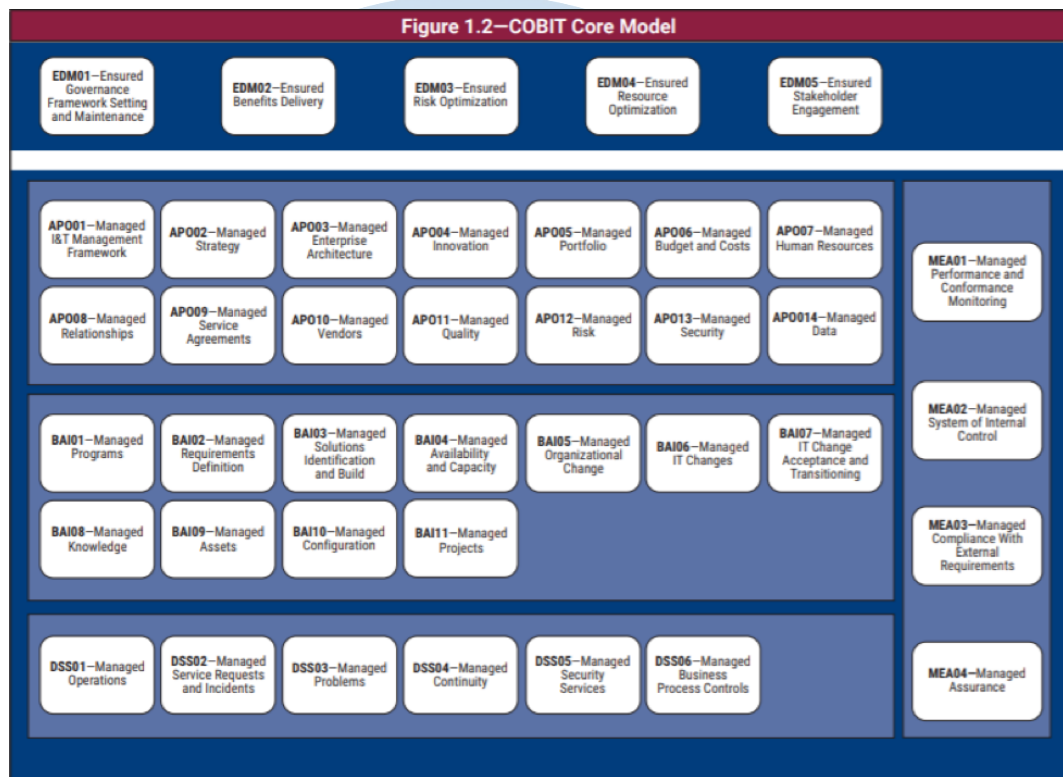 Figure 1.2—COBIT Core Model
EDM01—Ensured
Governance
Framework Setting
and Maintenance
EDM02—Ensured
Benefits Delivery
EDM03—Ensured
Risk Optimization
EDM04—Ensured
Resource
Optimization
EDM05—Ensured
Stakeholder
Engagement
APO01—Managed
I&T Management
Framework
APO02—Managed
Strategy
APO03—Managed
Enterprise
Architecture
APO04—Managed
Innovation
APO05—Managed
Portfolio
APO06—Managed
Budget and Costs
APO07—Managed
Human Resources
APO08—Managed
Relationships
APO09—Managed
Service
Agreements
APO10—Managed
Vendors
APO11—Managed
Quality
APO12—Managed
Risk
APO13—Managed
Security
APO014—Managed
Data
BAI01—Managed
Programs
BAI02—Managed
Requirements
Definition
BAI03—Managed
Solutions
Identification
and Build
BAI04—Managed
Availability
and Capacity
BAI05—Managed
Organizational
Change
BAI06—Managed
IT Changes
BAI07—Managed
IT Change
Acceptance and
Transitioning
BAI08—Managed
Knowledge
BAI09—Managed
Assets
BAI10—Managed
Configuration
BAI11—Managed
Projects
DSS01—Managed
Operations
DSS02—Managed
Service Requests
and Incidents
DSS03—Managed
Problems
DSS04—Managed
Continuity
DSS05—Managed
Security
Services
DSS06—Managed
Business
Process Controls
MEA01—Managed
Performance and
Conformance
Monitoring
MEA02—Managed
System of Internal
Control
MEA03—Managed
Compliance With
External
Requirements
MEA04—Managed
Assurance